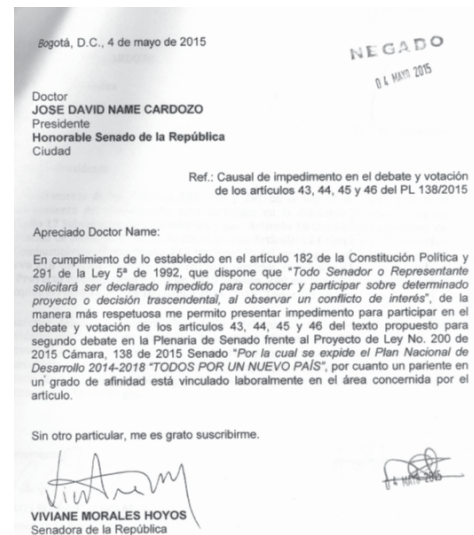 Bogotá, D.C., 4 de mayo de 2015
NEGADO
04 MAYO 2015
Doctor
JOSE DAVID NAME CARDOZO
Presidente
Honorable Senado de la República
Ciudad
Ref.: Causal de impedimento en el debate y votación
de los artículos 43, 44, 45 y 46 del PL 138/2015
Apreciado Doctor Name:
En cumplimiento de lo establecido en el artículo 182 de la Constitución Política y
291 de la Ley 5ª de 1992, que dispone que "Todo Senador o Representante
solicitará ser declarado impedido para conocer y participar sobre determinado
proyecto o decisión trascendental, al observar un conflicto de interés", de la
manera más respetuosa me permito presentar impedimento para participar en el
debate y votación de los artículos 43, 44, 45 y 46 del texto propuesto para
segundo debate en la Plenaria de Senado frente al Proyecto de Ley No. 200 de
2015 Cámara, 138 de 2015 Senado "Por la cual se expide el Plan Nacional de
Desarrollo 2014-2018 "TODOS POR UN NUEVO PAÍS", por cuanto un pariente en
un grado de afinidad está vinculado laboralmente en el área concernida por el
artículo.
Sin otro particular, me es grato suscribirme.
04 MAYO 2015
VIVIANE MORALES HOYOS
Senadora de la República